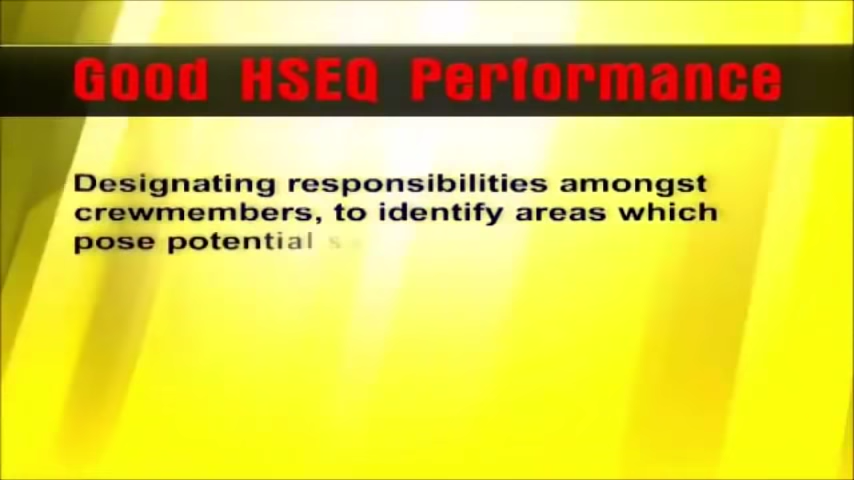 Good HSEQ Performance
Designating responsibilities amongst
crewmembers, to identify areas which
pose potential